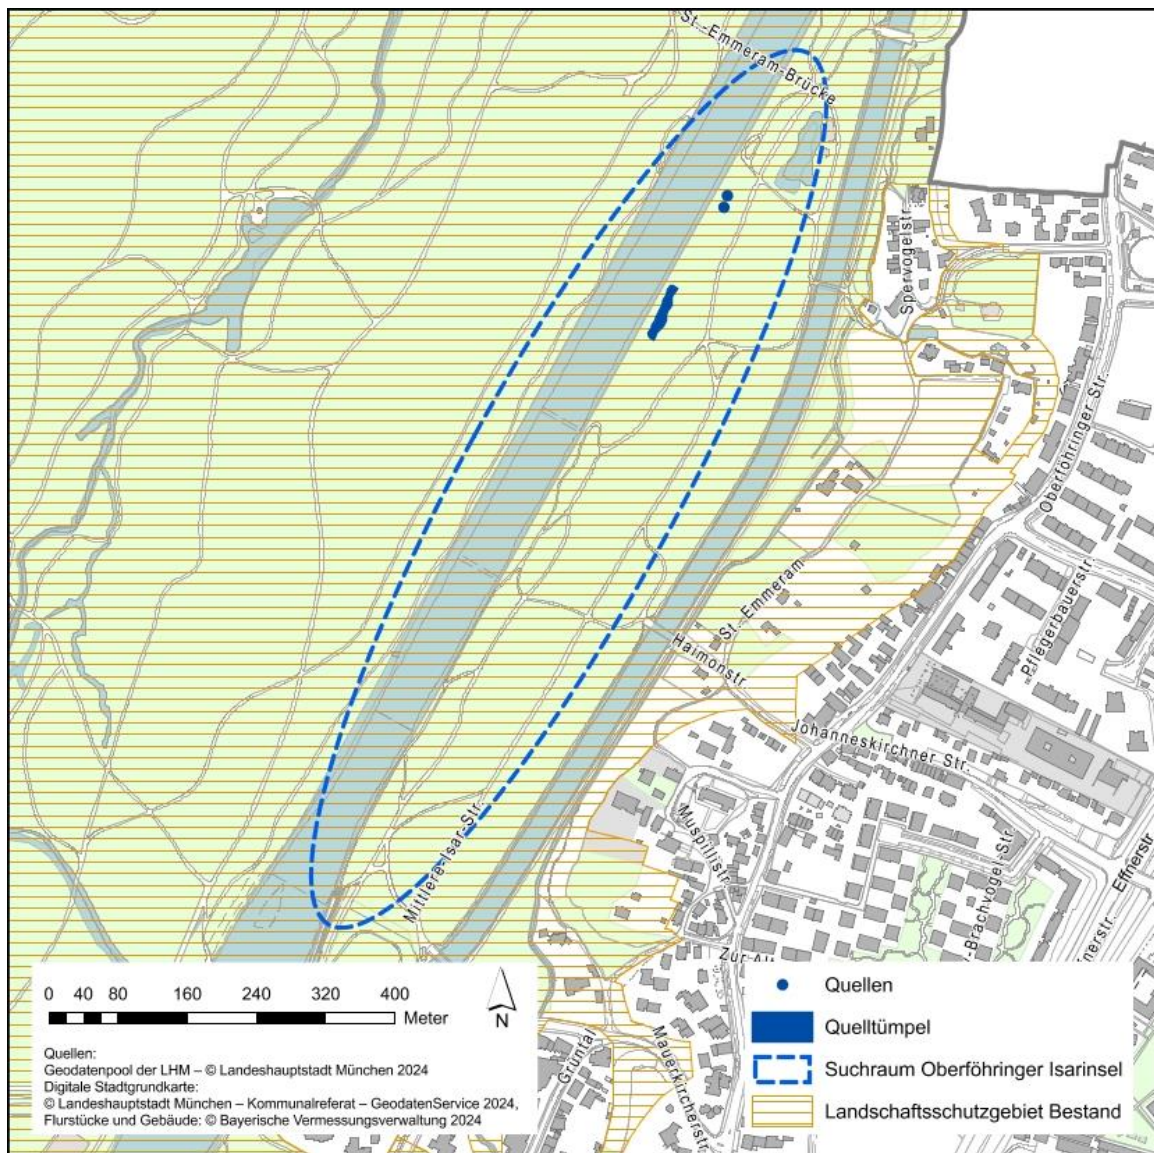 St.-Emmeram-Brücke
Spervogelstr.
Oberföhringer Str.
Pflegerbauerstr.
St.-Emmeram
Haimonstr
Johanneskirchner Str.
Muspillistr.
Mittlere-Isar-Str.
Effnerstr.
-Brachvogel-Str.
nerstr.
Zur Alt
Grüntal
Mauerkircherstr.
0 40 80 160 240 320 400 Meter
N
Quellen:
Geodatenpool der LHM – © Landeshauptstadt München 2024
Digitale Stadtgrundkarte:
© Landeshauptstadt München – Kommunalreferat – GeodatenService 2024,
Flurstücke und Gebäude: © Bayerische Vermessungsverwaltung 2024
Quellen
Quelltümpel
Suchraum Oberföhringer Isarinsel
Landschaftsschutzgebiet Bestand